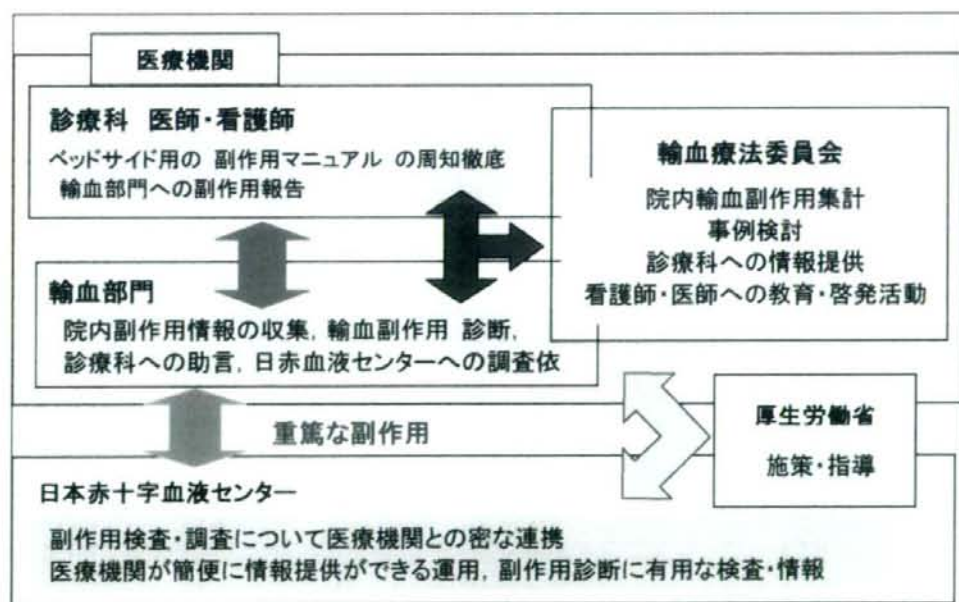 医療機関
診療科 医師・看護師
ベッドサイド用の 副作用マニュアル の周知徹底
輸血部門への副作用報告
輸血療法委員会
院内輸血副作用集計
事例検討
診療科への情報提供
看護師・医師への教育・啓発活動
輸血部門
院内副作用情報の収集, 輸血副作用 診断,
診療科への助言, 日赤血液センターへの調査依
重篤な副作用
厚生労働省
施策・指導
日本赤十字血液センター
副作用検査・調査について医療機関との密な連携
医療機関が簡便に情報提供ができる運用, 副作用診断に有用な検査・情報